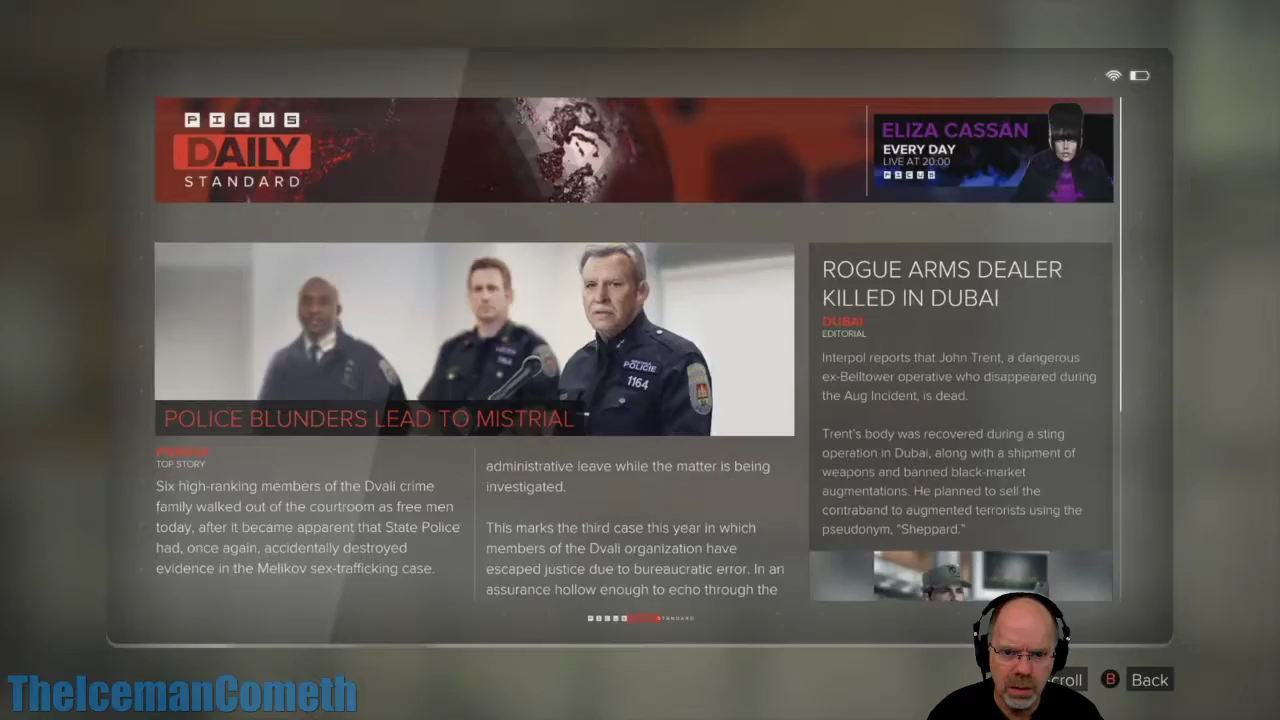 PICUS
DAILY
STANDARD
ELIZA CASSAN
EVERY DAY
LIVE AT 20:00
PICUS
POLICIE
1164
POLICE BLUNDERS LEAD TO MISTRIAL
PRAGUE
TOP STORY
Six high-ranking members of the Dvali crime
family walked out of the courtroom as free men
today, after it became apparent that State Police
had, once again, accidentally destroyed
evidence in the Melikov sex-trafficking case.
administrative leave while the matter is being
investigated.
This marks the third case this year in which
members of the Dvali organization have
escaped justice due to bureaucratic error. In an
assurance hollow enough to echo through the
ROGUE ARMS DEALER
KILLED IN DUBAI
DUBAI
EDITORIAL
Interpol reports that John Trent, a dangerous
ex-Belltower operative who disappeared during
the Aug Incident, is dead.
Trent's body was recovered during a sting
operation in Dubai, along with a shipment of
weapons and banned black-market
augmentations. He planned to sell the
contraband to augmented terrorists using the
pseudonym, “Sheppard.”
PICUS DAILY STANDARD
croll
B Back
TheIcemanCometh